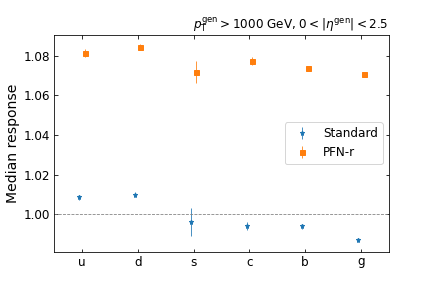 p_T^gen > 1000 GeV, 0 < |η^gen| < 2.5
Median response
1.08
1.06
1.04
1.02
1.00
Standard
PFN-r
u d s c b g